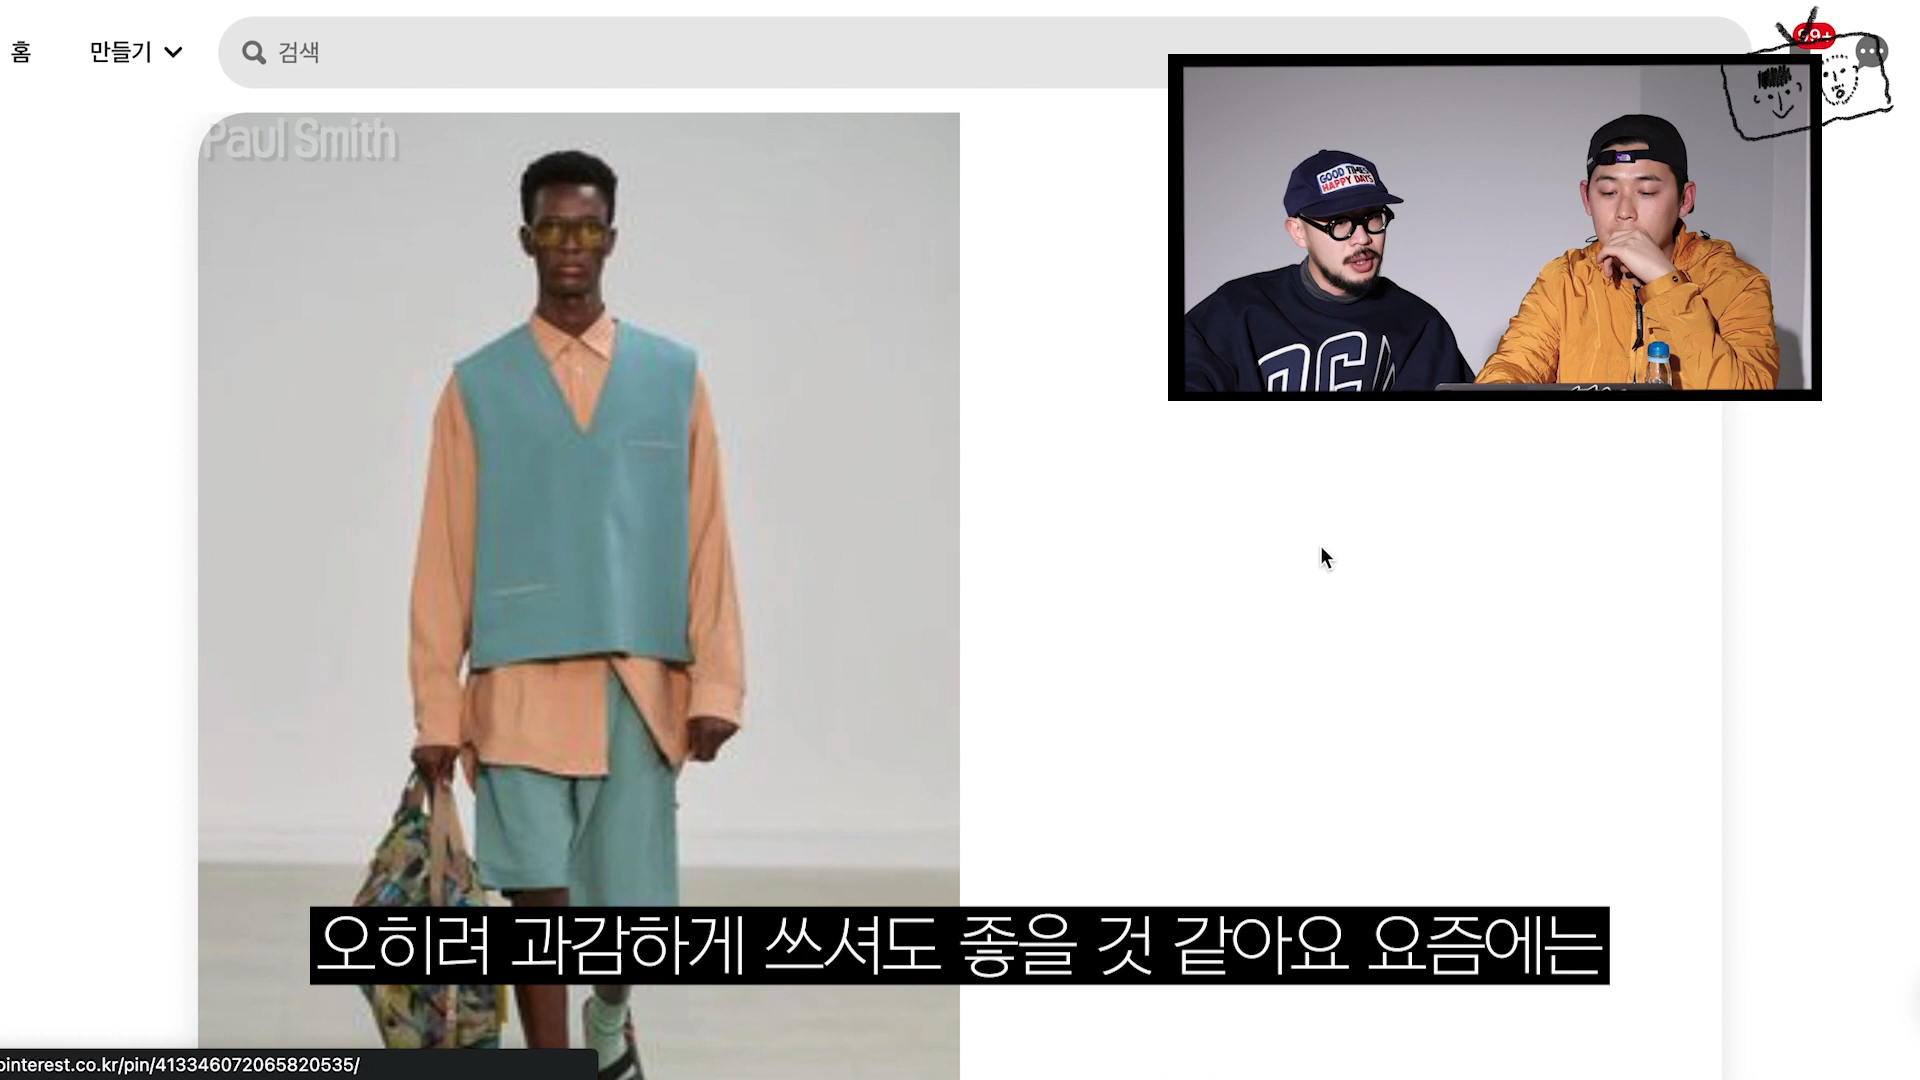 홈
만들기
검색
99+
Paul Smith
GOOD TIMES
HAPPY DAYS
오히려 과감하게 쓰셔도 좋을 것 같아요 요즘에는
pinterest.co.kr/pin/413346072065820535/